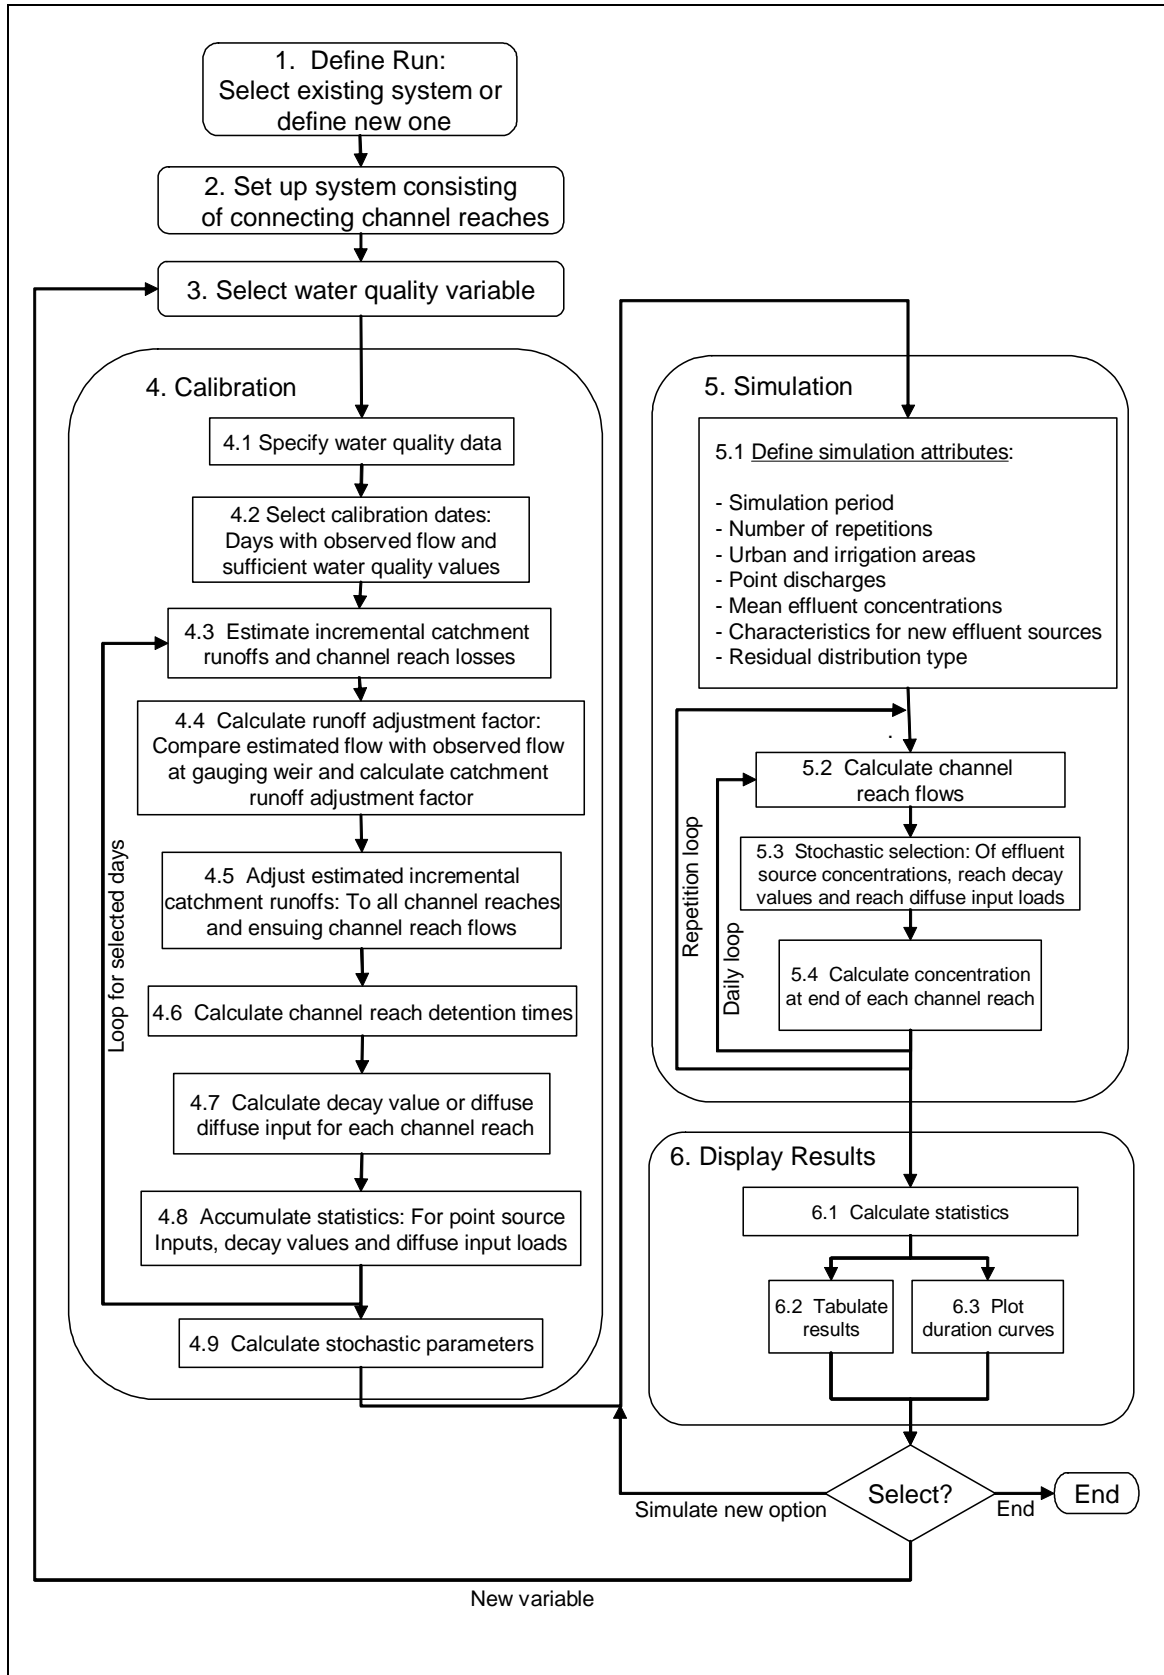 1. Define Run:
Select existing system or
define new one
2. Set up system consisting
of connecting channel reaches
3. Select water quality variable
4. Calibration
4.1 Specify water quality data
4.2 Select calibration dates:
Days with observed flow and
sufficient water quality values
4.3 Estimate incremental catchment
runoffs and channel reach losses
4.4 Calculate runoff adjustment factor:
Compare estimated flow with observed flow
at gauging weir and calculate catchment
runoff adjustment factor
4.5 Adjust estimated incremental
catchment runoffs: To all channel reaches
and ensuing channel reach flows
4.6 Calculate channel reach detention times
4.7 Calculate decay value or diffuse
diffuse input for each channel reach
4.8 Accumulate statistics: For point source
Inputs, decay values and diffuse input loads
4.9 Calculate stochastic parameters
Loop for selected days
5. Simulation
5.1 Define simulation attributes:
- Simulation period
- Number of repetitions
- Urban and irrigation areas
- Point discharges
- Mean effluent concentrations
- Characteristics for new effluent sources
- Residual distribution type
.
5.2 Calculate channel
reach flows
5.3 Stochastic selection: Of effluent
source concentrations, reach decay
values and reach diffuse input loads
5.4 Calculate concentration
at end of each channel reach
Repetition loop
Daily loop
6. Display Results
6.1 Calculate statistics
6.2 Tabulate
results
6.3 Plot
duration curves
Select?
End
End
Simulate new option
New variable